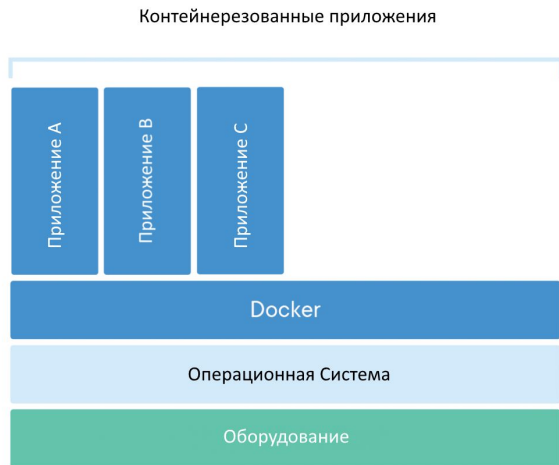 Контейнерезованные приложения
Приложение A
Приложение B
Приложение C
Docker
Операционная Система
Оборудование